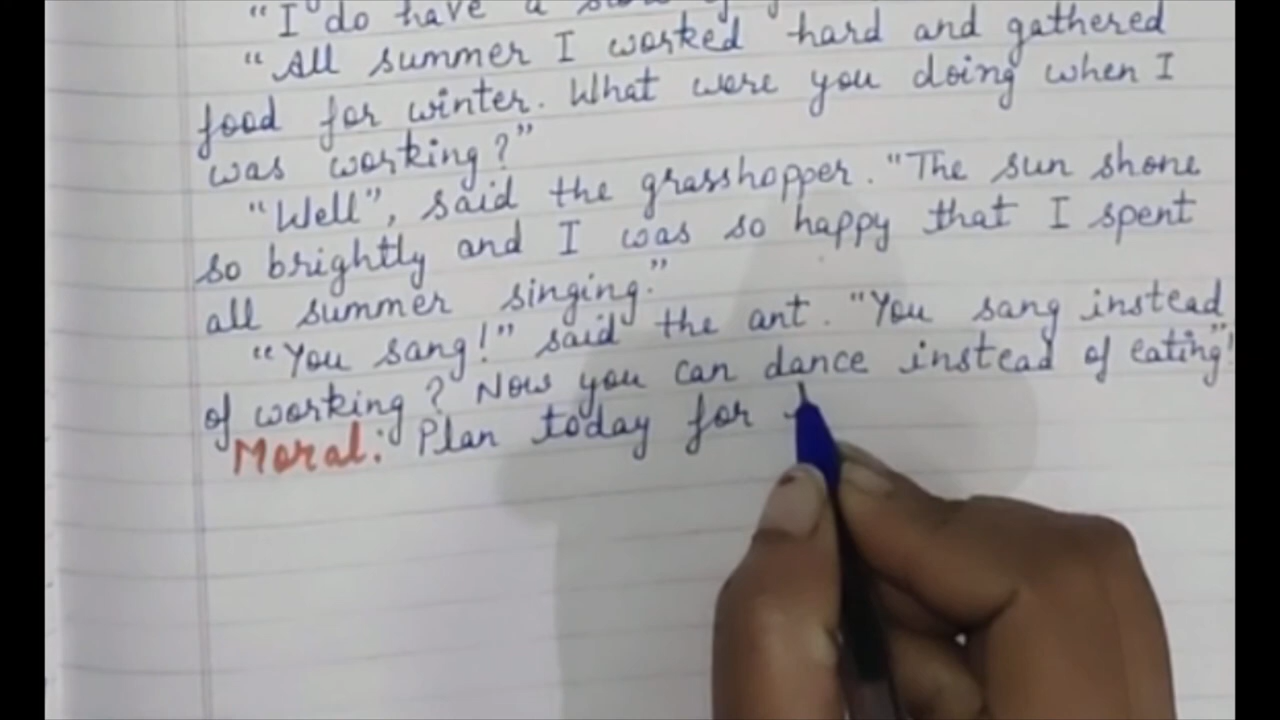 "I do have a
"All summer I worked hard and gathered
food for winter. What were you doing when I
was working?"
"Well", said the grasshopper. "The sun shone
so brightly and I was so happy that I spent
all summer singing."
"You sang!" said the ant. "You sang instead
of working? Now you can dance instead of eating"!
Moral: Plan today for